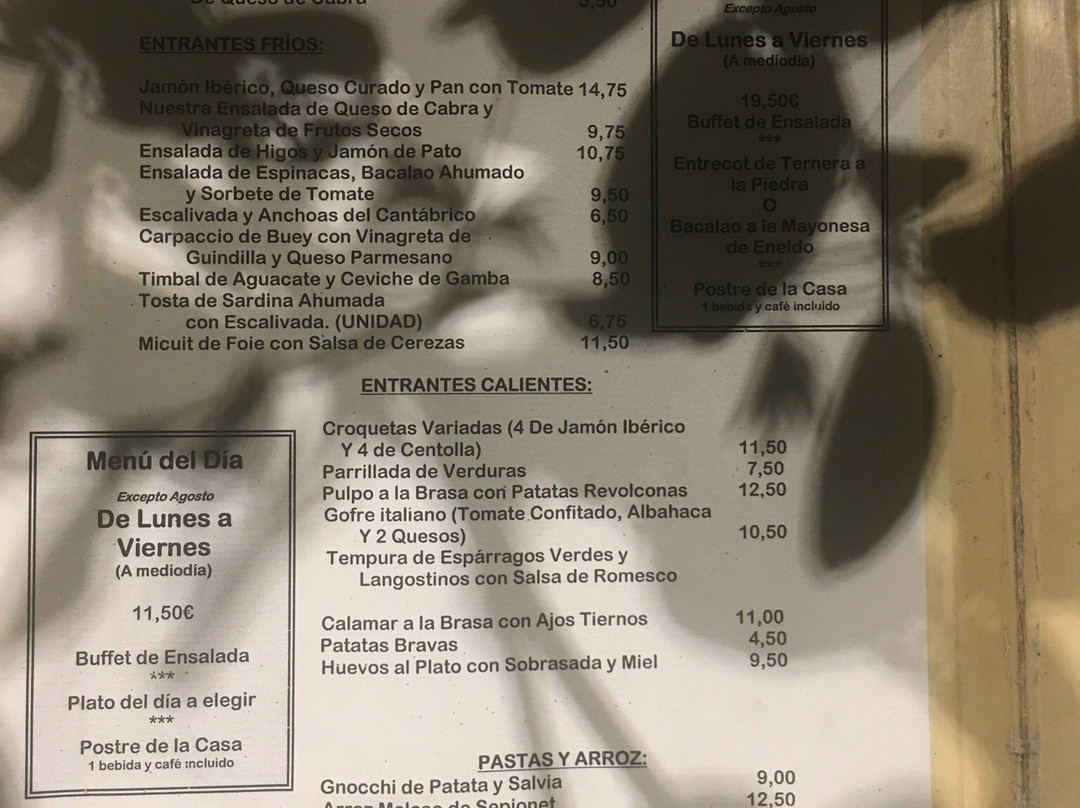 De Queso de Cabra 5,50
ENTRANTES FRÍOS:
Jamón Ibérico, Queso Curado y Pan con Tomate 14,75
Nuestra Ensalada de Queso de Cabra y
Vinagreta de Frutos Secos 9,75
Ensalada de Higos y Jamón de Pato 10,75
Ensalada de Espinacas, Bacalao Ahumado
y Sorbete de Tomate 9,50
Escalivada y Anchoas del Cantábrico 6,50
Carpaccio de Buey con Vinagreta de
Guindilla y Queso Parmesano 9,00
Timbal de Aguacate y Ceviche de Gamba 8,50
Tosta de Sardina Ahumada
con Escalivada. (UNIDAD) 6,75
Micuit de Foie con Salsa de Cerezas 11,50
Excepto Agosto
De Lunes a Viernes
(A mediodía)
19,50€
Buffet de Ensalada
***
Entrecot de Ternera a
la Piedra
O
Bacalao a la Mayonesa
de Eneldo
***
Postre de la Casa
1 bebida y café incluido
ENTRANTES CALIENTES:
Croquetas Variadas (4 De Jamón Ibérico
Y 4 de Centolla) 11,50
Parrillada de Verduras 7,50
Pulpo a la Brasa con Patatas Revolconas 12,50
Gofre italiano (Tomate Confitado, Albahaca
Y 2 Quesos) 10,50
Tempura de Espárragos Verdes y
Langostinos con Salsa de Romesco
Calamar a la Brasa con Ajos Tiernos 11,00
Patatas Bravas 4,50
Huevos al Plato con Sobrasada y Miel 9,50
Menú del Día
Excepto Agosto
De Lunes a
Viernes
(A mediodía)
11,50€
Buffet de Ensalada
***
Plato del día a elegir
***
Postre de la Casa
1 bebida y café incluido
PASTAS Y ARROZ:
Gnocchi de Patata y Salvia 9,00
Arroz Meloso de Sepionet 12,50